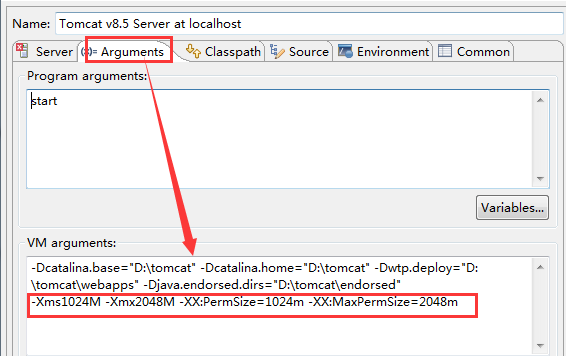 Name: Tomcat v8.5 Server at localhost
Server (x)= Arguments Classpath Source Environment Common
Program arguments:
start
Variables...
VM arguments:
-Dcatalina.base="D:\tomcat" -Dcatalina.home="D:\tomcat" -Dwtp.deploy="D:
\tomcat\webapps" -Djava.endorsed.dirs="D:\tomcat\endorsed"
-Xms1024M -Xmx2048M -XX:PermSize=1024m -XX:MaxPermSize=2048m